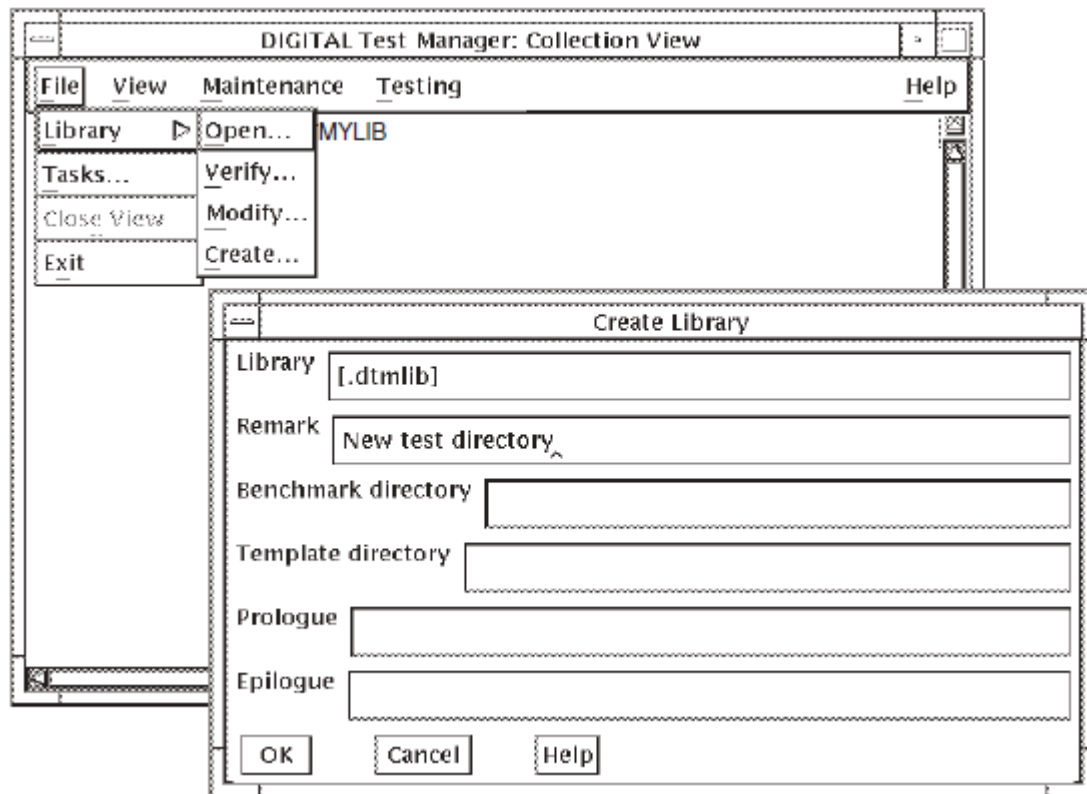 DIGITAL Test Manager: Collection View
File View Maintenance Testing Help
Library Open... MYLIB
Tasks... Verify...
Close View Modify...
Exit Create...
Create Library
Library [.dtmlib]
Remark New test directory
Benchmark directory
Template directory
Prologue
Epilogue
OK Cancel Help